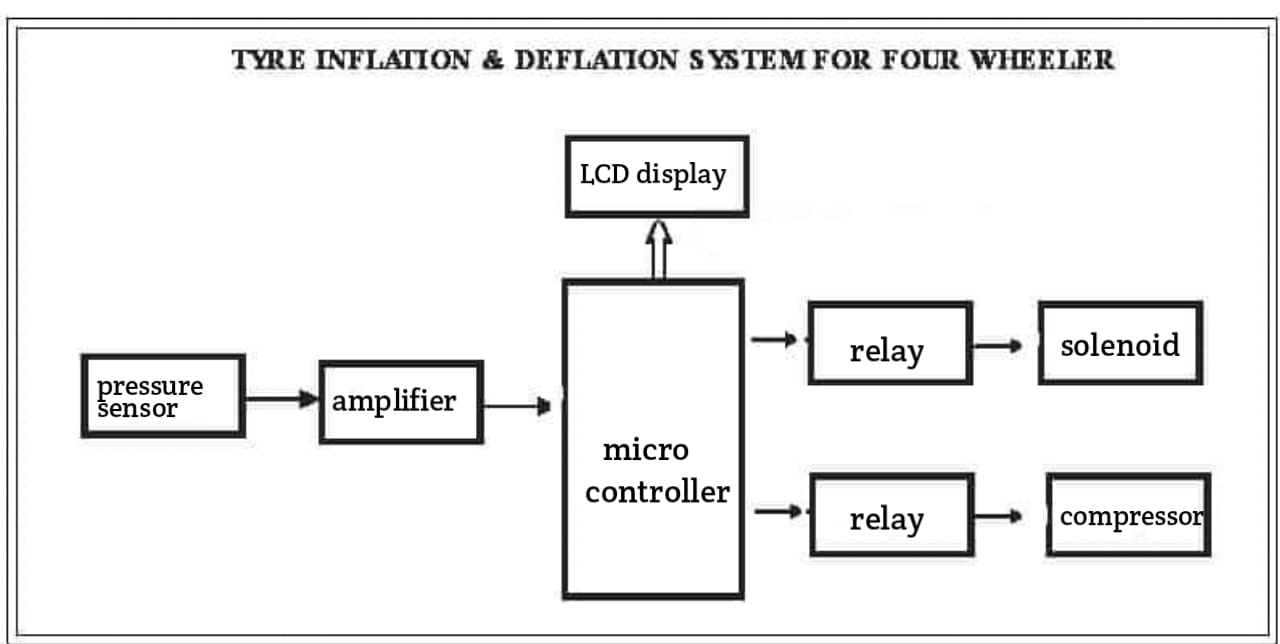 TYRE INFLATION & DEFLATION SYSTEM FOR FOUR WHEELER
LCD display
pressure
sensor
amplifier
micro
controller
relay
solenoid
relay
compressor